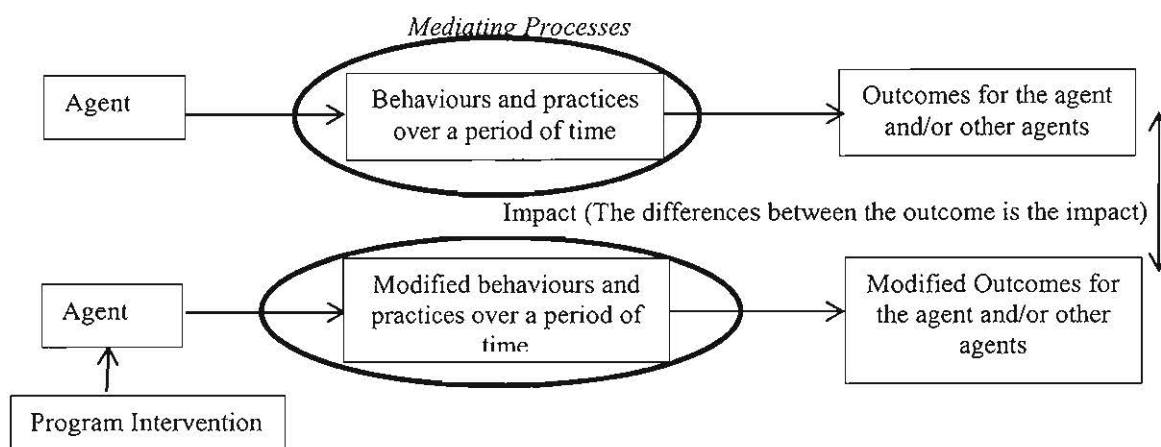 Mediating Processes
Agent
Behaviours and practices
over a period of time
Outcomes for the agent
and/or other agents
Impact (The differences between the outcome is the impact)
Agent
Modified behaviours and
practices over a period of
time
Modified Outcomes for
the agent and/or other
agents
Program Intervention